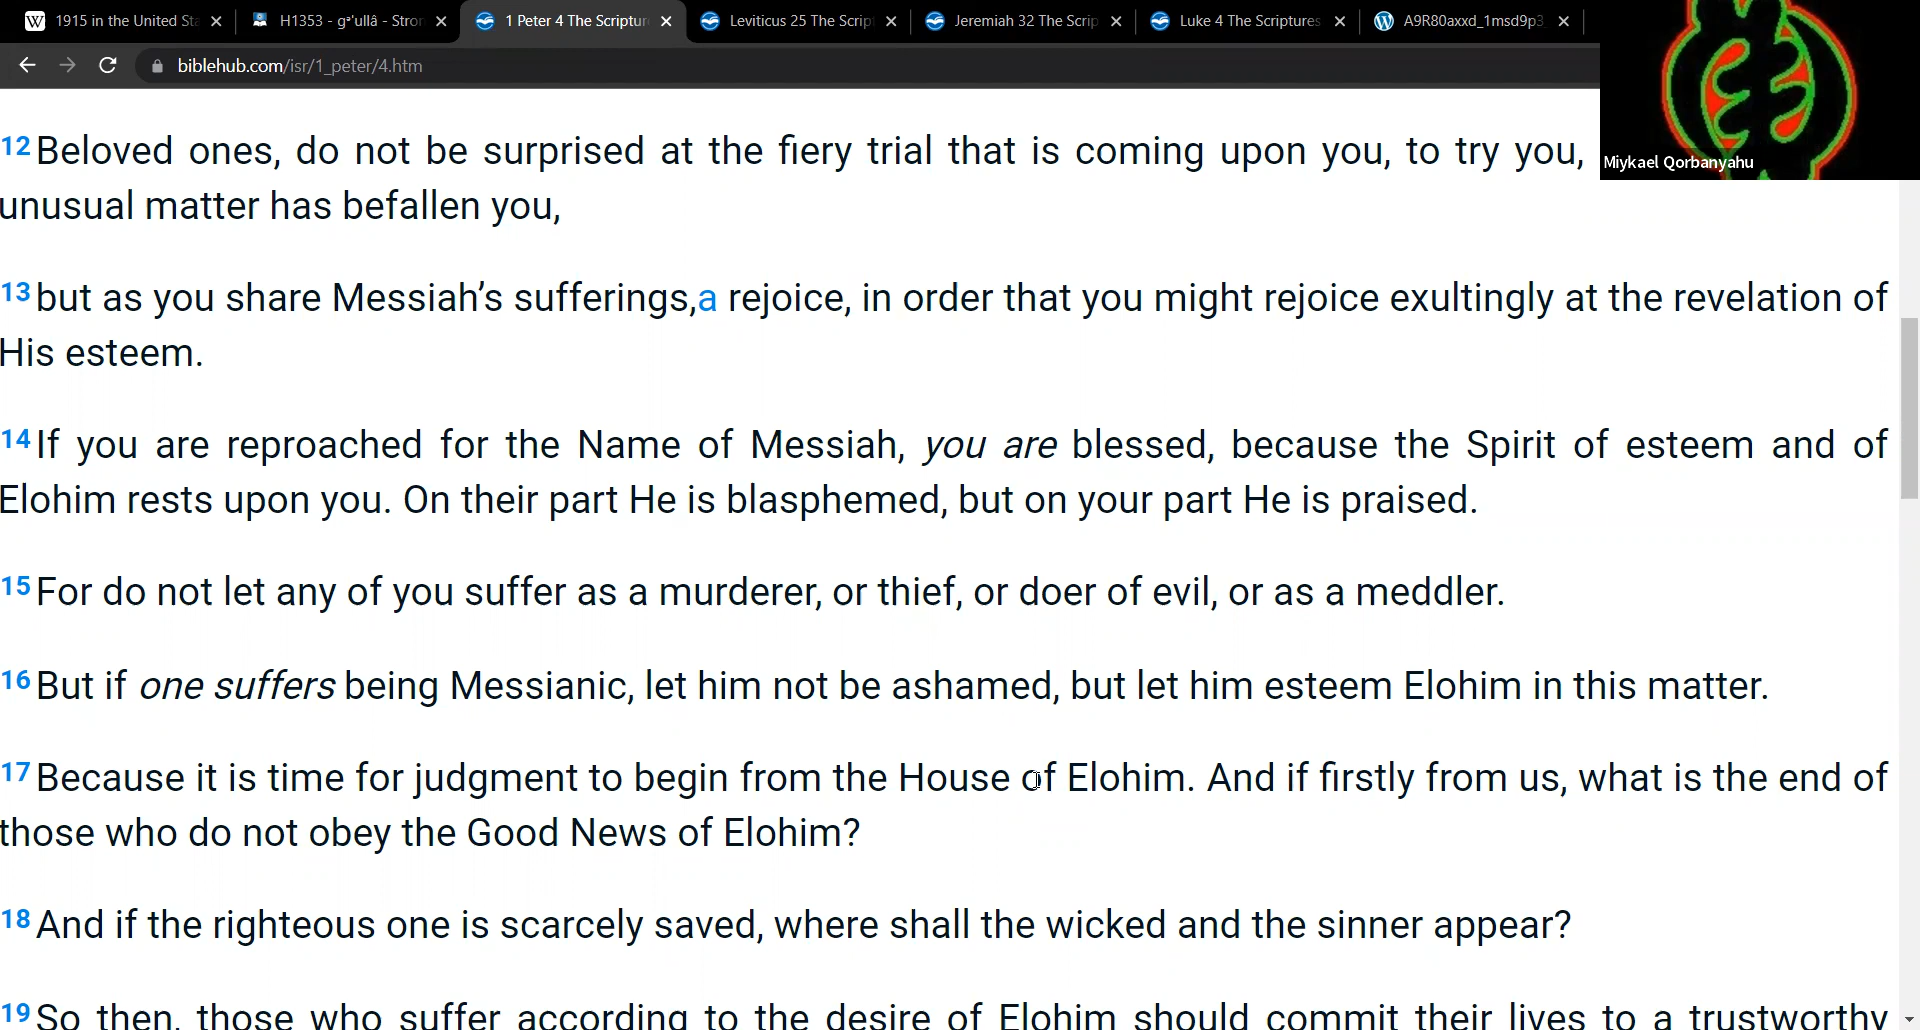 1915 in the United Sta
H1353 - gᵊ'ullâ - Stron
1 Peter 4 The Scriptur
Leviticus 25 The Script
Jeremiah 32 The Scrip
Luke 4 The Scriptures
A9R80axxd_1msd9p3
biblehub.com/isr/1_peter/4.htm
Miykael Qorbanyahu
12 Beloved ones, do not be surprised at the fiery trial that is coming upon you, to try you,
unusual matter has befallen you,
13 but as you share Messiah's sufferings,a rejoice, in order that you might rejoice exultingly at the revelation of
His esteem.
14 If you are reproached for the Name of Messiah, you are blessed, because the Spirit of esteem and of
Elohim rests upon you. On their part He is blasphemed, but on your part He is praised.
15 For do not let any of you suffer as a murderer, or thief, or doer of evil, or as a meddler.
16 But if one suffers being Messianic, let him not be ashamed, but let him esteem Elohim in this matter.
17 Because it is time for judgment to begin from the House of Elohim. And if firstly from us, what is the end of
those who do not obey the Good News of Elohim?
18 And if the righteous one is scarcely saved, where shall the wicked and the sinner appear?
19 So then, those who suffer according to the desire of Elohim should commit their lives to a trustworthy